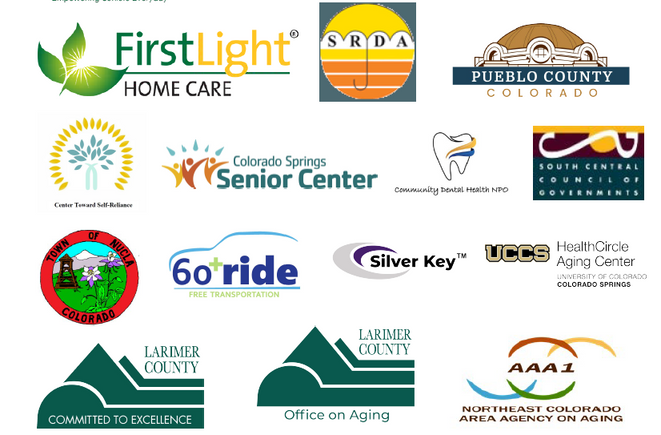 FirstLight®
HOME CARE
SRDA
PUEBLO COUNTY
COLORADO
Center Toward Self-Reliance
Colorado Springs
Senior Center
Community Dental Health NPO
SOUTH CENTRAL
COUNCIL OF
GOVERNMENTS
TOWN OF NUCLA
COLORADO
60+ride
FREE TRANSPORTATION
Silver Key™
UCCS
HealthCircle
Aging Center
UNIVERSITY OF COLORADO
COLORADO SPRINGS
LARIMER
COUNTY
COMMITTED TO EXCELLENCE
LARIMER
COUNTY
Office on Aging
AAA1
NORTHEAST COLORADO
AREA AGENCY ON AGING